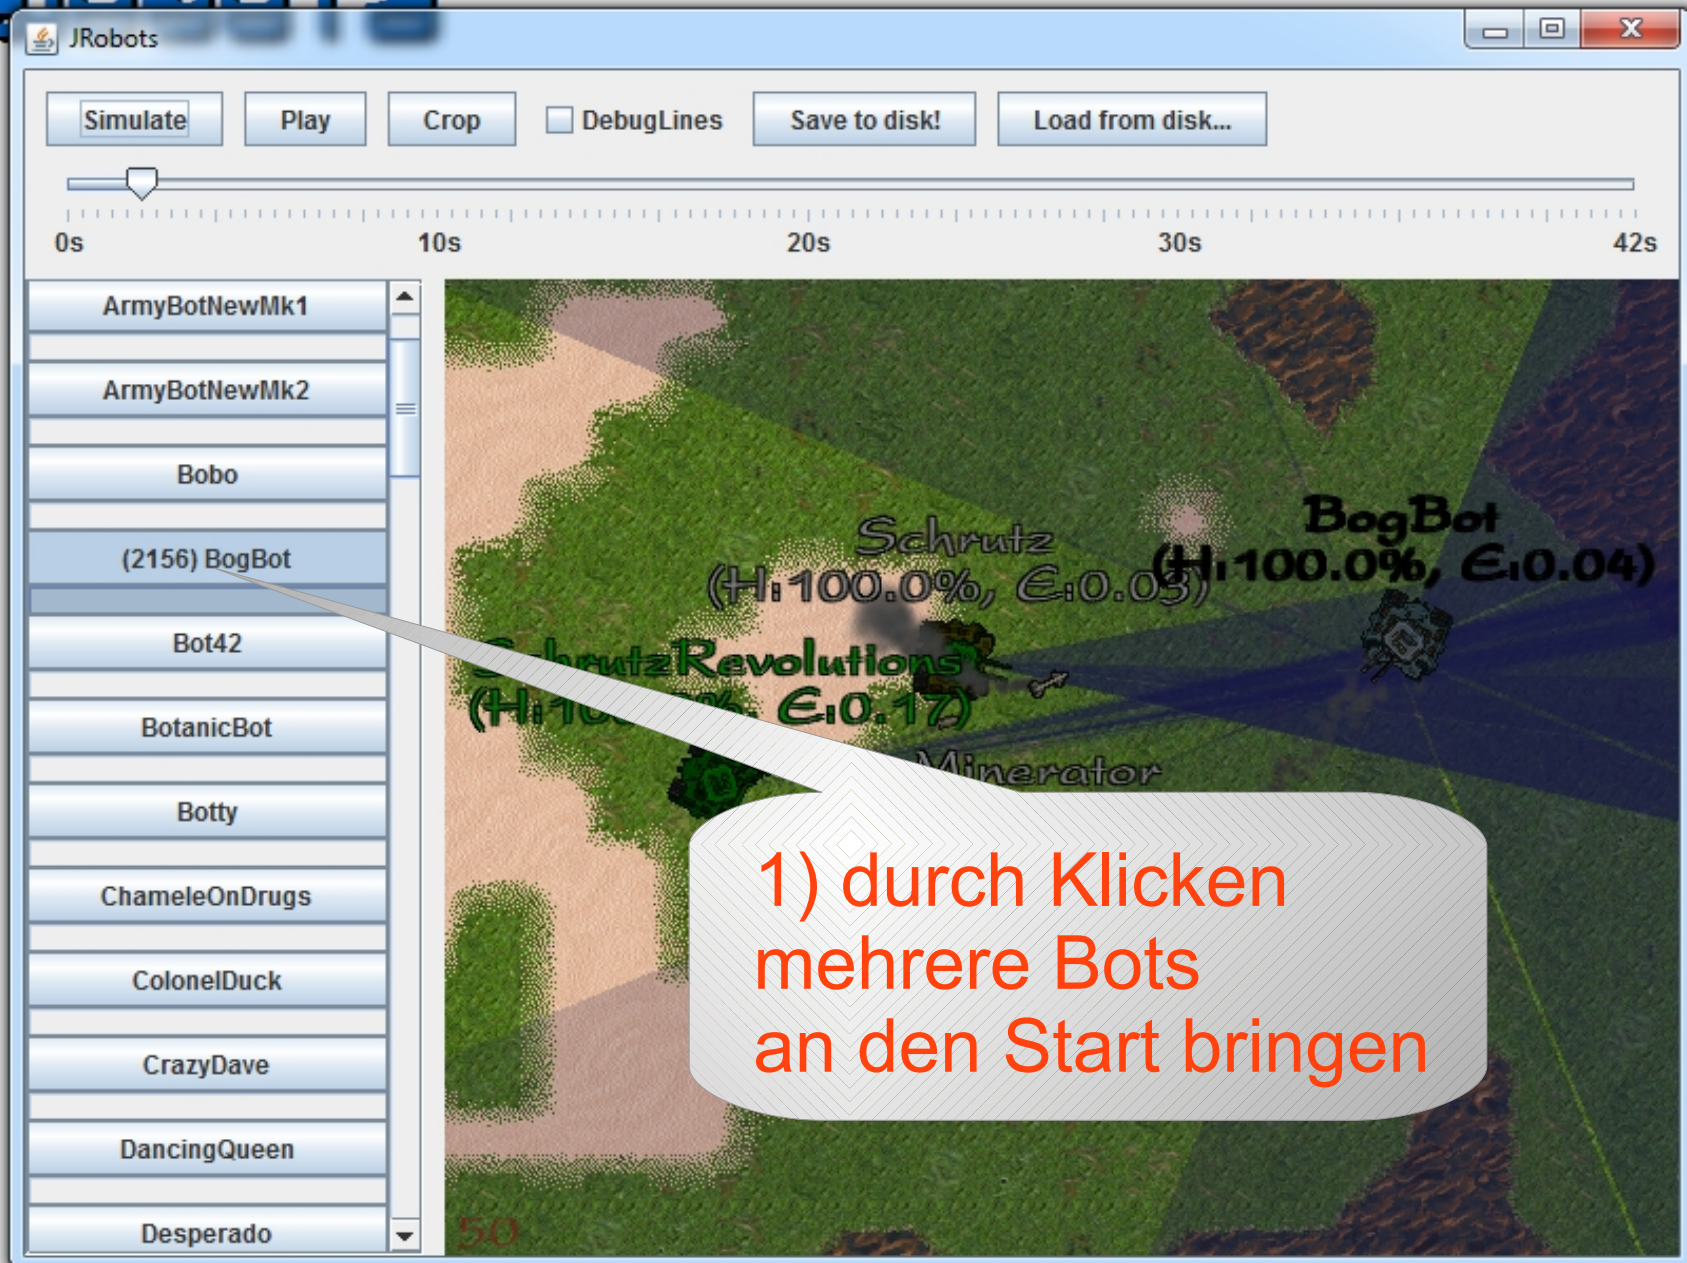 JRobots
Simulate Play Crop DebugLines Save to disk! Load from disk...
0s 10s 20s 30s 42s
ArmyBotNewMk1
ArmyBotNewMk2
Bobo
(2156) BogBot
Bot42
BotanicBot
Botty
ChameleOnDrugs
ColonelDuck
CrazyDave
DancingQueen
Desperado
BogBot
(H:100.0%, E:0.04)
Schrutz
(H:100.0%, E:0.03)
SchrutzRevolutions
E:0.17)
Minerator
1) durch Klicken
mehrere Bots
an den Start bringen
50